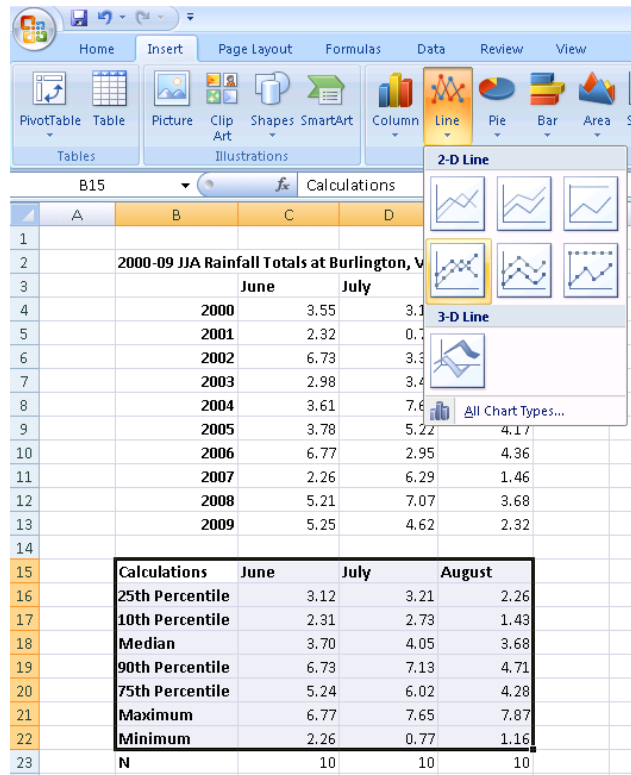 Home Insert Page Layout Formulas Data Review View
PivotTable Table Picture Clip Art Shapes SmartArt Column Line Pie Bar Area
Tables Illustrations
2-D Line
B15 fx Calculations
A B C D
1
2 2000-09 JJA Rainfall Totals at Burlington,
3 June July
4 2000 3.55
3-D Line
5 2001 2.32
6 2002 6.73
7 2003 2.98
8 2004 3.61
All Chart Types...
9 2005 3.78 5.22 4.17
10 2006 6.77 2.95 4.36
11 2007 2.26 6.29 1.46
12 2008 5.21 7.07 3.68
13 2009 5.25 4.62 2.32
14
15 Calculations June July August
16 25th Percentile 3.12 3.21 2.26
17 10th Percentile 2.31 2.73 1.43
18 Median 3.70 4.05 3.68
19 90th Percentile 6.73 7.13 4.71
20 75th Percentile 5.24 6.02 4.28
21 Maximum 6.77 7.65 7.87
22 Minimum 2.26 0.77 1.16
23 N 10 10 10